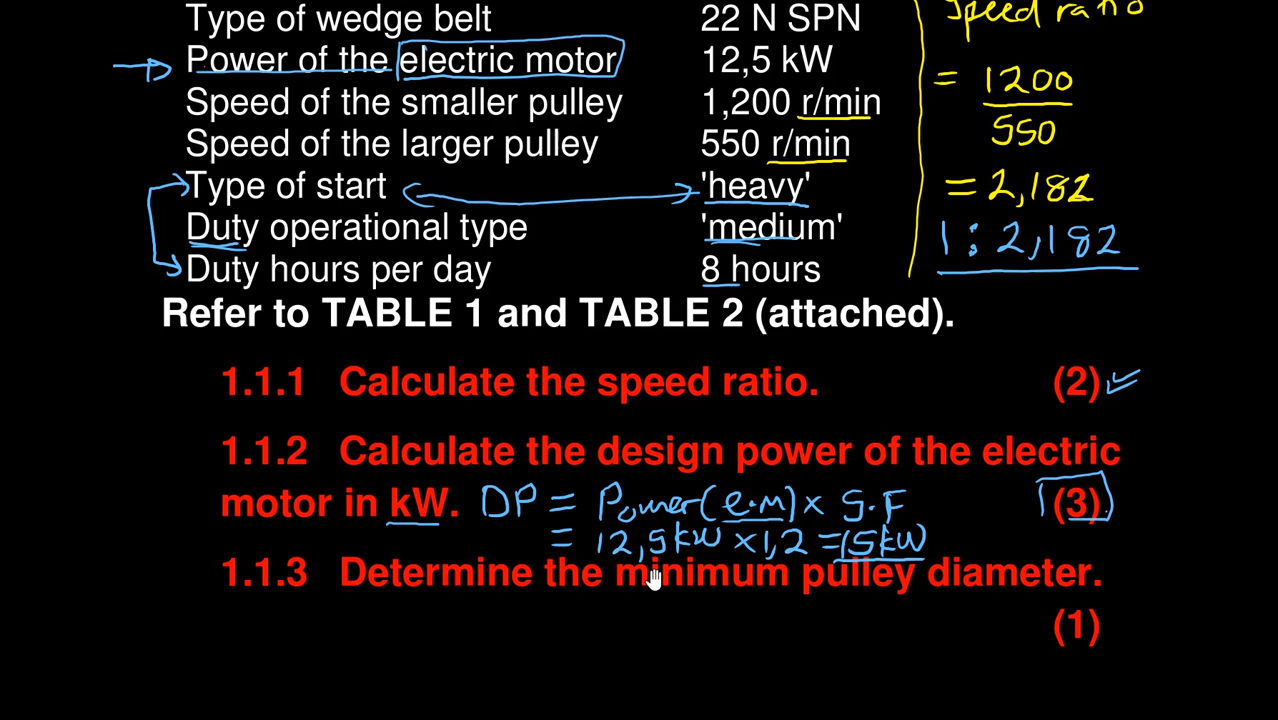 Type of wedge belt 22 N SPN
Speed ratio
Power of the electric motor 12,5 kW
= 1200
Speed of the smaller pulley 1,200 r/min
550
Speed of the larger pulley 550 r/min
= 2,182
Type of start 'heavy'
Duty operational type 'medium'
1 : 2,182
Duty hours per day 8 hours
Refer to TABLE 1 and TABLE 2 (attached).
1.1.1 Calculate the speed ratio. (2)
1.1.2 Calculate the design power of the electric
motor in kW. DP = Power(e.m) x S.F (3)
= 12,5kW x 1,2 = 15kW
1.1.3 Determine the minimum pulley diameter.
(1)